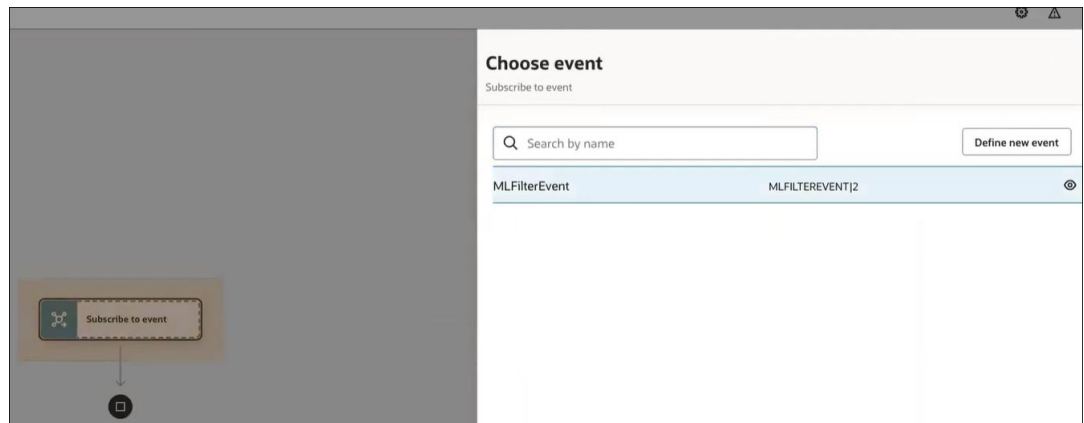 Choose event
Subscribe to event
Search by name
Define new event
MLFilterEvent MLFILTEREVENT|2
Subscribe to event